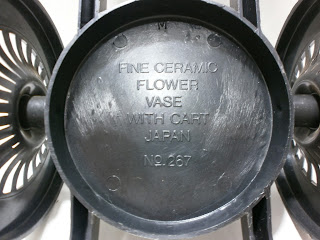 FINE CERAMIC
FLOWER
VASE
WITH CART
JAPAN
No. 267